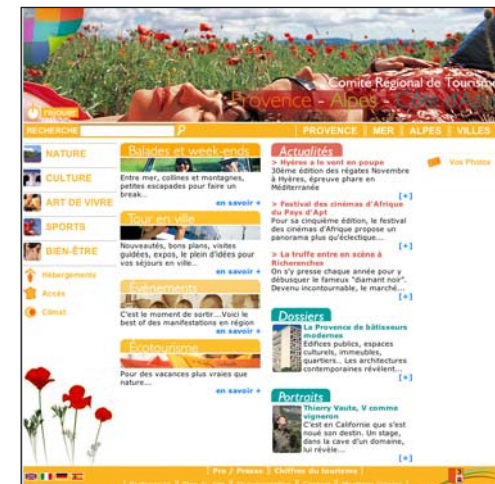 Comité Régional de Tourisme
Provence - Alpes -
rejouer
RECHERCHE
PROVENCE || MER || ALPES || VILLES
NATURE
CULTURE
ART DE VIVRE
SPORTS
BIEN-ÊTRE
Hébergements
Accès
Climat
Balades et week-ends
Entre mer, collines et montagnes,
petites escapades pour faire un
break...
en savoir +
Tour en ville
Nouveautés, bons plans, visites
guidées, expos, le plein d'idées pour
vos séjours en ville...
en savoir +
Événements
C'est le moment de sortir...Voici le
best of des manifestations en région
en savoir +
Écotourisme
Pour des vacances plus vraies que
nature...
en savoir +
Actualités
> Hyères a le vent en poupe
30ème édition des régates Novembre
à Hyères, épreuve phare en
Méditerranée
[+]
> Festival des cinémas d'Afrique
du Pays d'Apt
Pour sa cinquième édition, le festival
des cinémas d'Afrique propose un
panorama plus qu'éclectique...
[+]
> La truffe entre en scène à
Richerenches
On s'y presse chaque année pour y
débusquer le fameux "diamant noir".
Devenu incontournable, le marché...
[+]
Dossiers
La Provence de bâtisseurs
modernes
Edifices publics, espaces
culturels, immeubles,
quartiers.. Les architectures
contemporaines révèlent...
[+]
Portraits
Thierry Vaute, V comme
vigneron
C'est en Californie que s'est
noué son destin. Un stage,
dans la cave d'un domaine,
lui révèle...
[+]
Vos Photos
[ Pro / Presse || Chiffres du tourisme ]